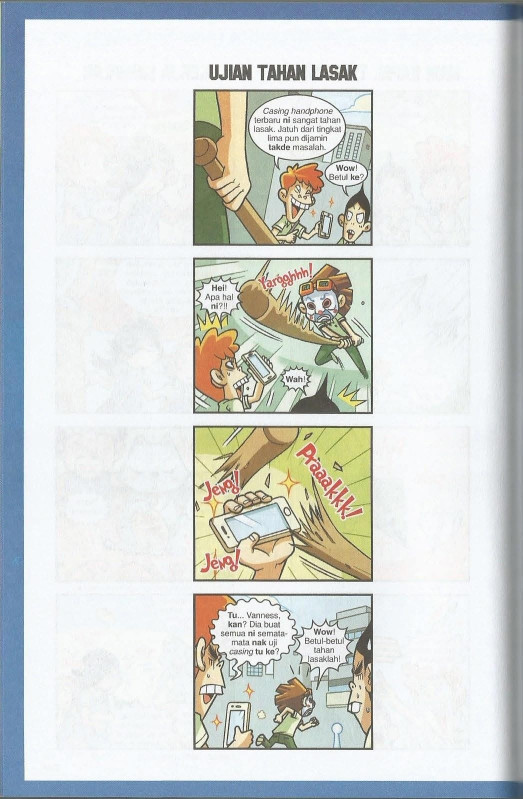 UJIAN TAHAN LASAK
Casing handphone
terbaru ni sangat tahan
lasak. Jatuh dari tingkat
lima pun dijamin
takde masalah.
Wow!
Betul ke?
Hei!
Apa hal
ni?!!
Yarggghhh!
Wah!
Praaakkk!
Jeng!
Jeng!
Tu... Vanness,
kan? Dia buat
semua ni semata-
mata nak uji
casing tu ke?
Wow!
Betul-betul
tahan
lasaklah!